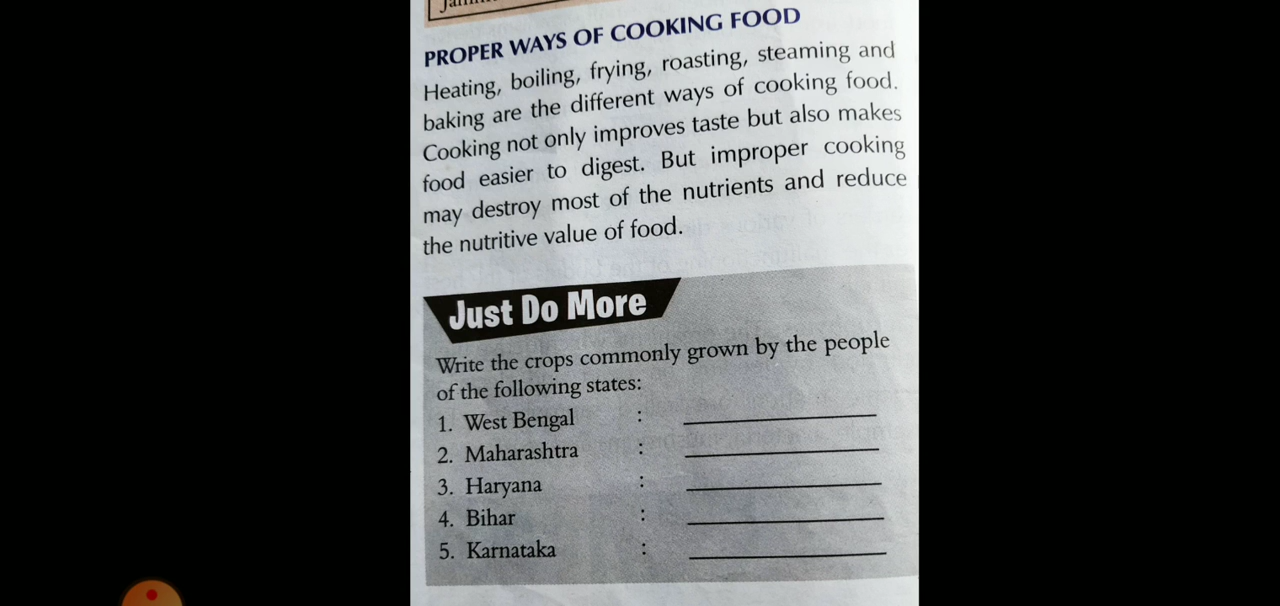 PROPER WAYS OF COOKING FOOD
Heating, boiling, frying, roasting, steaming and
baking are the different ways of cooking food.
Cooking not only improves taste but also makes
food easier to digest. But improper cooking
may destroy most of the nutrients and reduce
the nutritive value of food.
Just Do More
Write the crops commonly grown by the people
of the following states:
1. West Bengal :
2. Maharashtra :
3. Haryana :
4. Bihar :
5. Karnataka :